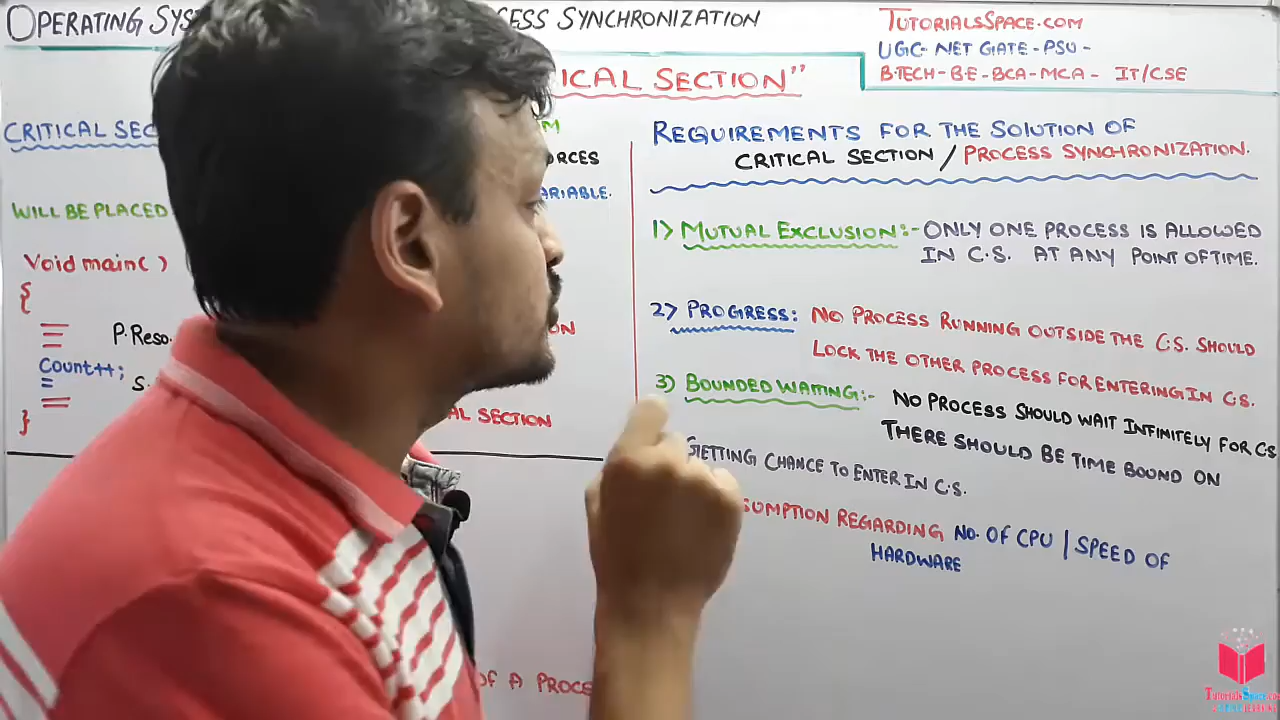 OPERATING SYS
CESS SYNCHRONIZATION
TUTORIALSSPACE.COM
UGC-NET GATE-PSU-
B.TECH-B.E-BCA-MCA- IT/CSE
ICAL SECTION"
CRITICAL SEC
M
ORCES
ARIABLE.
WILL BE PLACED
Void main()
{
P.Reso.
ON
Count++;
S.
}
AL SECTION
OF A PROCE
REQUIREMENTS FOR THE SOLUTION OF
CRITICAL SECTION / PROCESS SYNCHRONIZATION.
1) MUTUAL EXCLUSION:- ONLY ONE PROCESS IS ALLOWED
IN C.S. AT ANY POINT OF TIME.
2) PROGRESS: NO PROCESS RUNNING OUTSIDE THE C.S. SHOULD
LOCK THE OTHER PROCESS FOR ENTERING IN C.S.
3) BOUNDED WAITING:- NO PROCESS SHOULD WAIT INFINITELY FOR CS
THERE SHOULD BE TIME BOUND ON
GETTING CHANCE TO ENTER IN C.S.
SUMPTION REGARDING NO. OF CPU | SPEED OF
HARDWARE